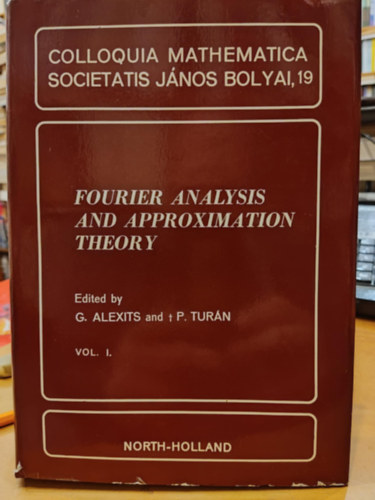 COLLOQUIA MATHEMATICA
SOCIETATIS JÁNOS BOLYAI, 19
FOURIER ANALYSIS
AND APPROXIMATION
THEORY
Edited by
G. ALEXITS and † P. TURÁN
VOL. I.
NORTH-HOLLAND